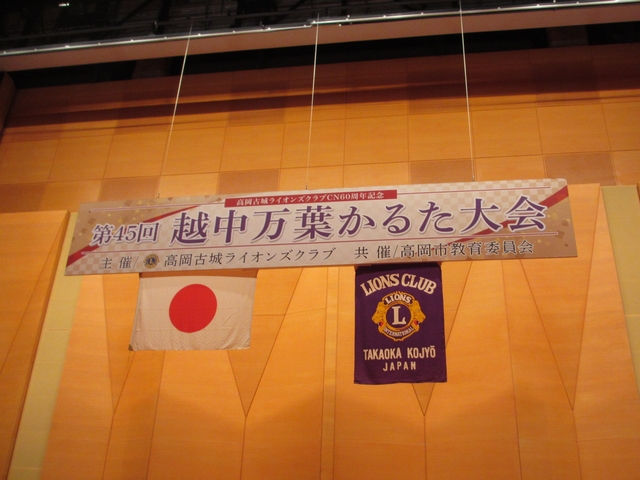 高岡古城ライオンズクラブCN60周年記念
第45回 越中万葉かるた大会
主催/ 高岡古城ライオンズクラブ 共催/高岡市教育委員会
LIONS CLUB
LIONS
L
INTERNATIONAL
TAKAOKA KOJYŌ
JAPAN